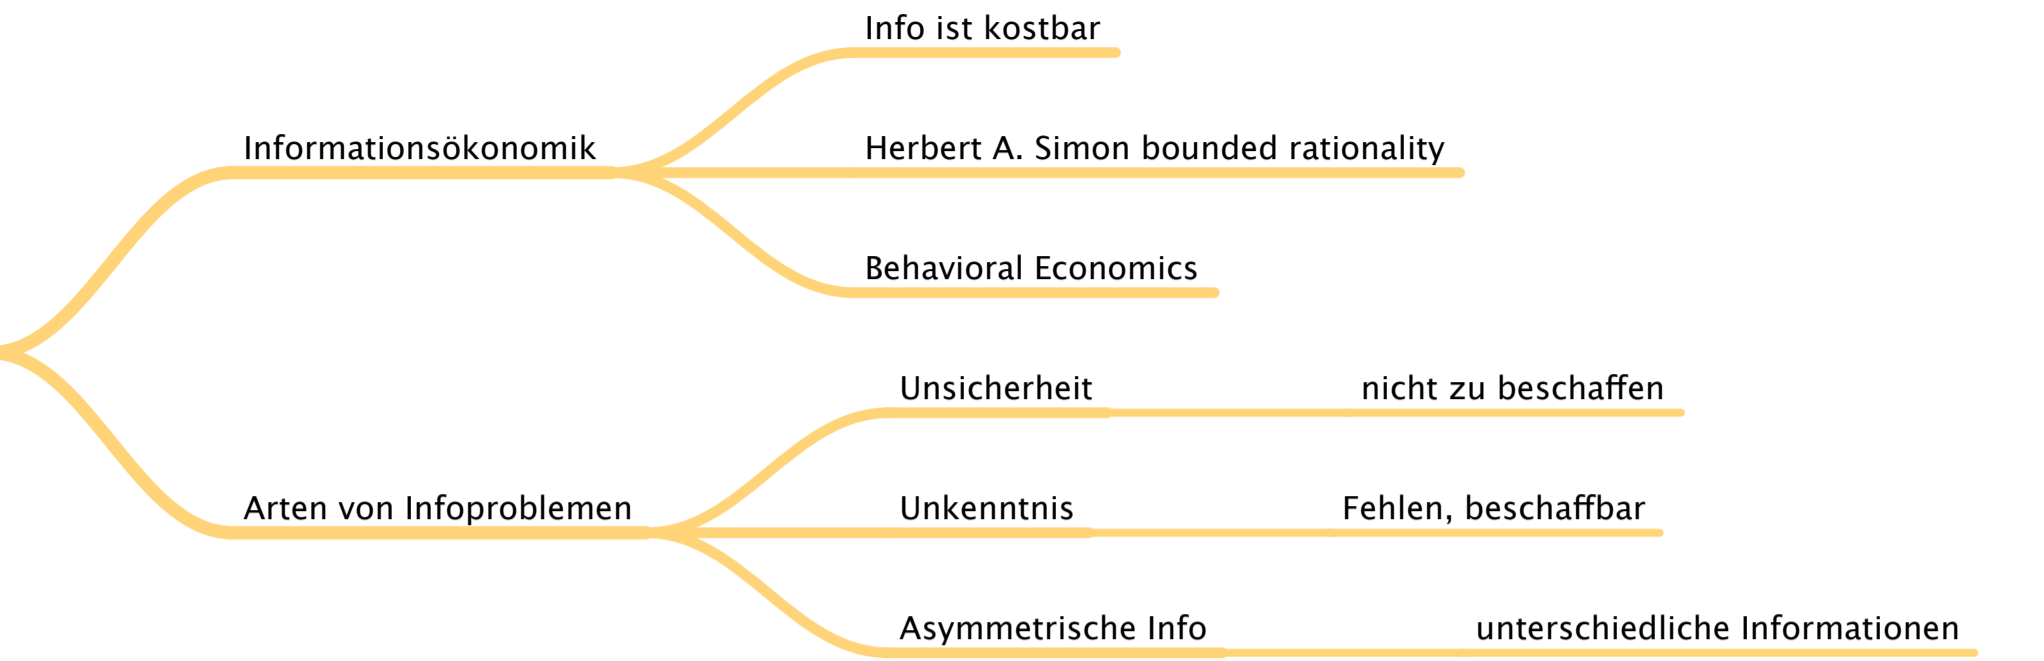 Info ist kostbar
Informationsökonomik
Herbert A. Simon bounded rationality
Behavioral Economics
Unsicherheit
nicht zu beschaffen
Arten von Infoproblemen
Unkenntnis
Fehlen, beschaffbar
Asymmetrische Info
unterschiedliche Informationen